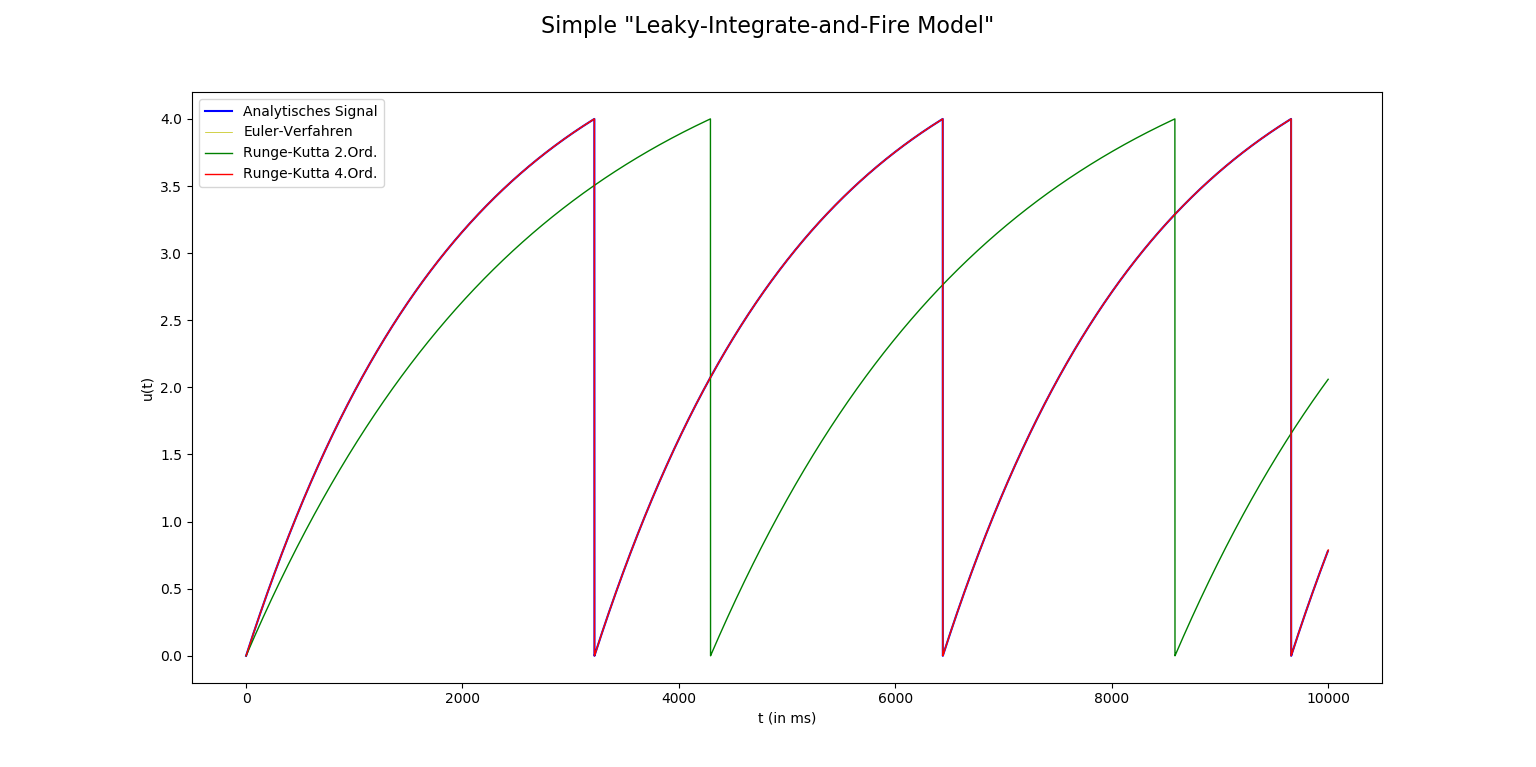 Simple "Leaky-Integrate-and-Fire Model"
Analytisches Signal
Euler-Verfahren
Runge-Kutta 2.Ord.
Runge-Kutta 4.Ord.
4.0
3.5
3.0
2.5
2.0
1.5
1.0
0.5
0.0
u(t)
0 2000 4000 6000 8000 10000
t (in ms)